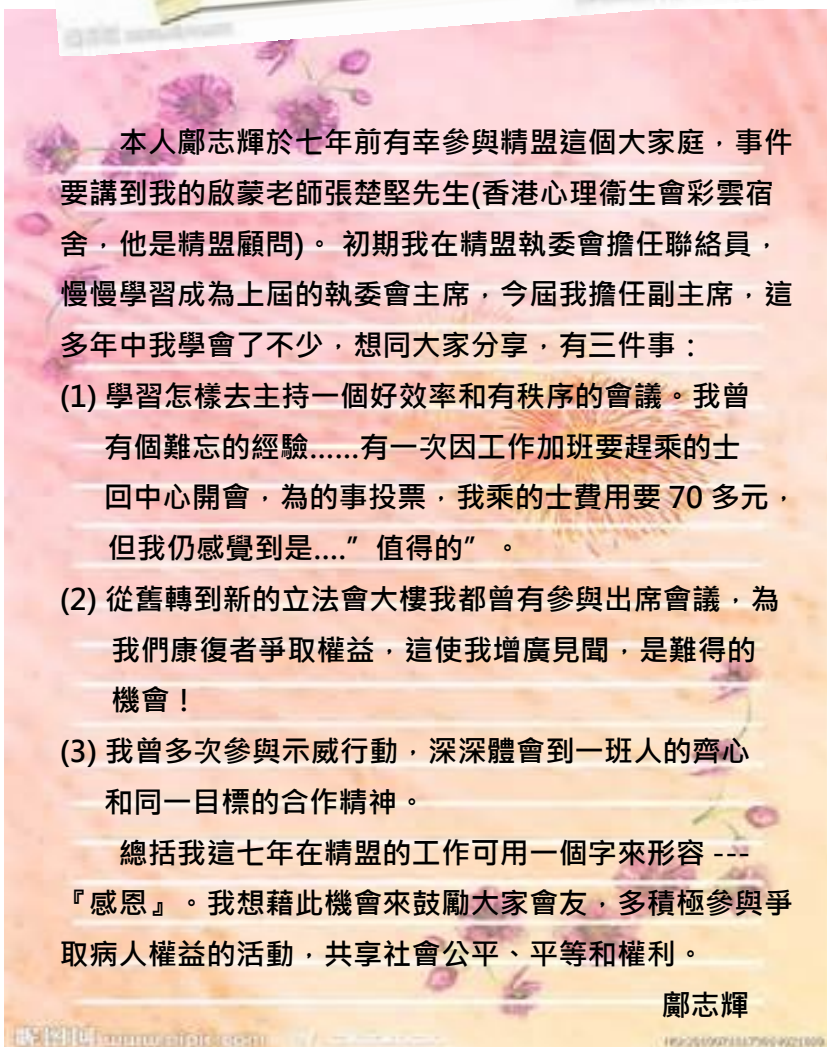 本人鄺志輝於七年前有幸參與精盟這個大家庭，事件
要講到我的啟蒙老師張楚堅先生(香港心理衞生會彩雲宿
舍，他是精盟顧問)。 初期我在精盟執委會擔任聯絡員，
慢慢學習成為上屆的執委會主席，今屆我擔任副主席，這
多年中我學會了不少，想同大家分享，有三件事：
(1) 學習怎樣去主持一個好效率和有秩序的會議。我曾
有個難忘的經驗......有一次因工作加班要趕乘的士
回中心開會，為的事投票，我乘的士費用要 70 多元，
但我仍感覺到是....”值得的”。
(2) 從舊轉到新的立法會大樓我都曾有參與出席會議，為
我們康復者爭取權益，這使我增廣見聞，是難得的
機會！
(3) 我曾多次參與示威行動，深深體會到一班人的齊心
和同一目標的合作精神。
總括我這七年在精盟的工作可用一個字來形容 ---
『感恩』。我想藉此機會來鼓勵大家會友，多積極參與爭
取病人權益的活動，共享社會公平、平等和權利。
鄺志輝